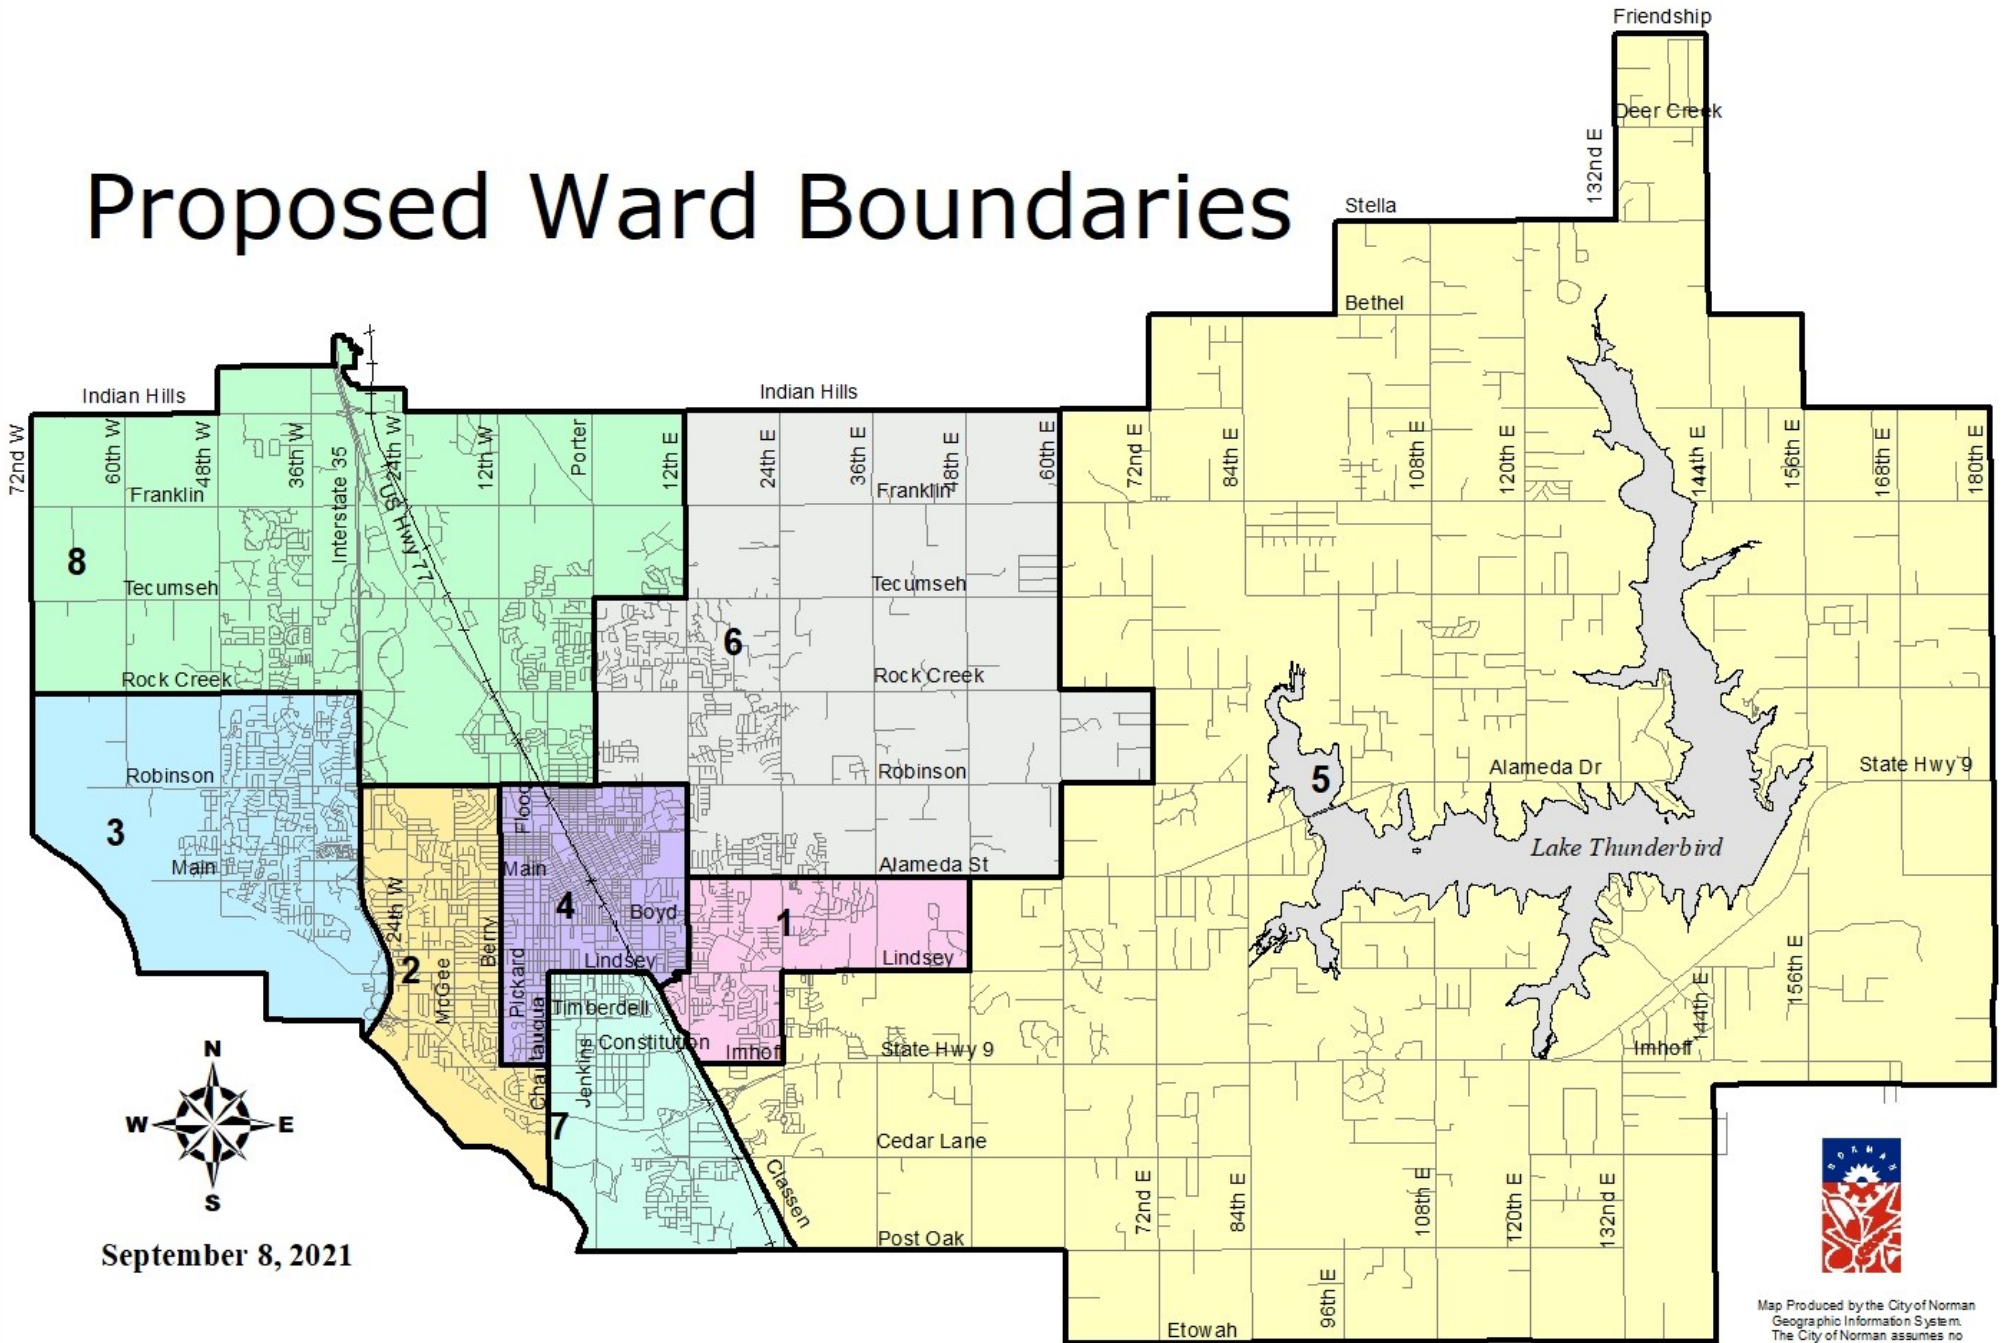 Friendship
Deer Creek
132nd E
Proposed Ward Boundaries
Stella
Bethel
Indian Hills
Indian Hills
72nd W
60th W
48th W
36th W
Interstate 35
24th W
US Hwy 77
12th W
Porter
12th E
24th E
36th E
48th E
60th E
72nd E
84th E
108th E
120th E
144th E
156th E
168th E
180th E
Franklin
Franklin
8
Tecumseh
Tecumseh
6
Rock Creek
Rock Creek
Robinson
Robinson
5
Alameda Dr
State Hwy 9
3
Flood
Main
Main
Alameda St
Lake Thunderbird
4
Boyd
1
24th W
Berry
2
McGee
Pickard
Lindsey
Lindsey
156th E
144th E
Timberdell
Chautauqua
Constitution
Imhoff
State Hwy 9
Imhoff
Jenkins
7
N
W
E
S
Cedar Lane
Classen
72nd E
84th E
108th E
120th E
132nd E
NORMAN
Post Oak
September 8, 2021
96th E
Etowah
Map Produced by the City of Norman
Geographic Information System.
The City of Norman assumes no